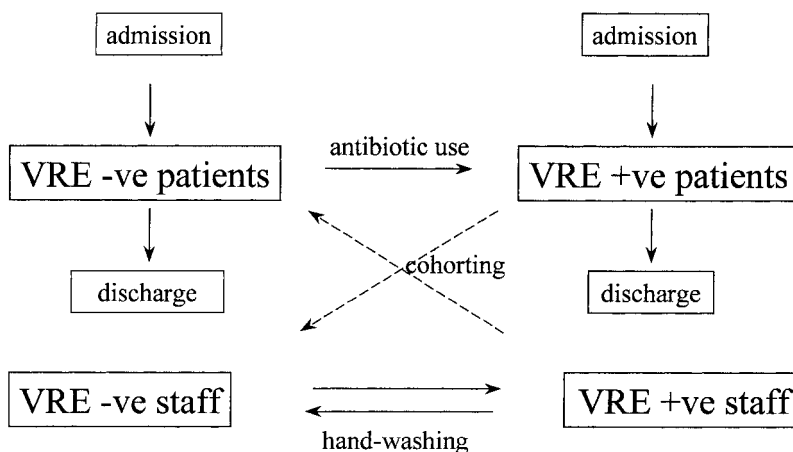 admission
admission
antibiotic use
VRE -ve patients
VRE +ve patients
cohorting
discharge
discharge
VRE -ve staff
VRE +ve staff
hand-washing